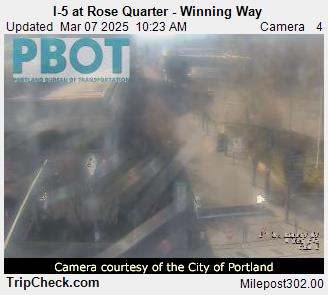 I-5 at Rose Quarter - Winning Way
Updated Mar 07 2025 10:23 AM Camera 4
PBOT
PORTLAND BUREAU OF TRANSPORTATION
Camera courtesy of the City of Portland
TripCheck.com Milepost302.00